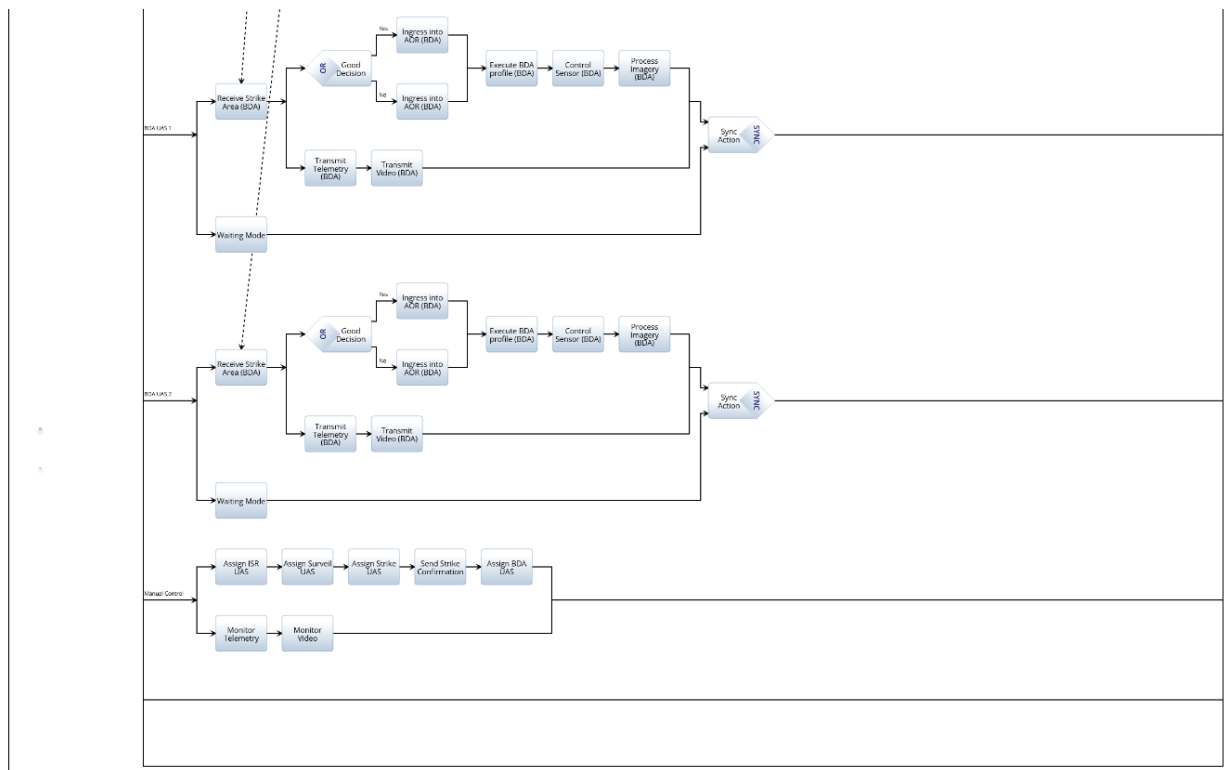 Yes
Ingress into
AOR (BDA)
OR
Good
Decision
Execute BDA
profile (BDA)
Control
Sensor (BDA)
Process
Imagery
(BDA)
Receive Strike
Area (BDA)
No
Ingress into
AOR (BDA)
BDA UAS 1
Sync
Action
SYNC
Transmit
Telemetry
(BDA)
Transmit
Video (BDA)
Waiting Mode
Yes
Ingress into
AOR (BDA)
OR
Good
Decision
Execute BDA
profile (BDA)
Control
Sensor (BDA)
Process
Imagery
(BDA)
Receive Strike
Area (BDA)
No
Ingress into
AOR (BDA)
BDA UAS 2
Sync
Action
SYNC
Transmit
Telemetry
(BDA)
Transmit
Video (BDA)
Waiting Mode
Assign ISR
UAS
Assign Surveil
UAS
Assign Strike
UAS
Send Strike
Confirmation
Assign BDA
UAS
Manual Control
Monitor
Telemetry
Monitor
Video